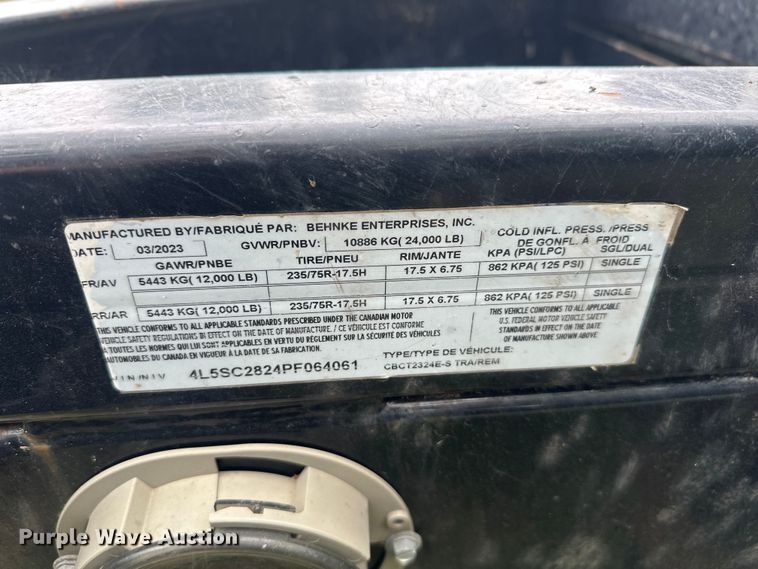 MANUFACTURED BY/FABRIQUÉ PAR: BEHNKE ENTERPRISES, INC.
DATE: 03/2023 GVWR/PNBV: 10886 KG( 24,000 LB)
COLD INFL. PRESS./PRESS
DE GONFL. À FROID
GAWR/PNBE TIRE/PNEU RIM/JANTE KPA (PSI/LPC) SGL/DUAL
FR/AV 5443 KG( 12,000 LB) 235/75R-17.5H 17.5 X 6.75 862 KPA( 125 PSI) SINGLE
RR/AR 5443 KG( 12,000 LB) 235/75R-17.5H 17.5 X 6.75 862 KPA( 125 PSI) SINGLE
THIS VEHICLE CONFORMS TO ALL APPLICABLE STANDARDS PRESCRIBED UNDER THE CANADIAN MOTOR
VEHICLE SAFETY REGULATIONS IN EFFECT ON THE DATE OF MANUFACTURE. / CE VÉHICULE EST CONFORME
À TOUTES LES NORMES QUI LUI SONT APPLICABLES EN VERTU DU RÈGLEMENT SUR LA SÉCURITÉ DES VÉHICULES
AUTOMOBILES DU CANADA EN VIGUEUR À LA DATE DE SA FABRICATION.
THIS VEHICLE CONFORMS TO ALL APPLICABLE
U.S. FEDERAL MOTOR VEHICLE SAFETY
STANDARDS IN EFFECT ON THE DATE
OF MANUFACTURE SHOWN ABOVE
V.I.N./N.I.V. 4L5SC2824PF064061
TYPE/TYPE DE VÉHICULE:
CBCT2324E-S TRA/REM
Purple Wave Auction